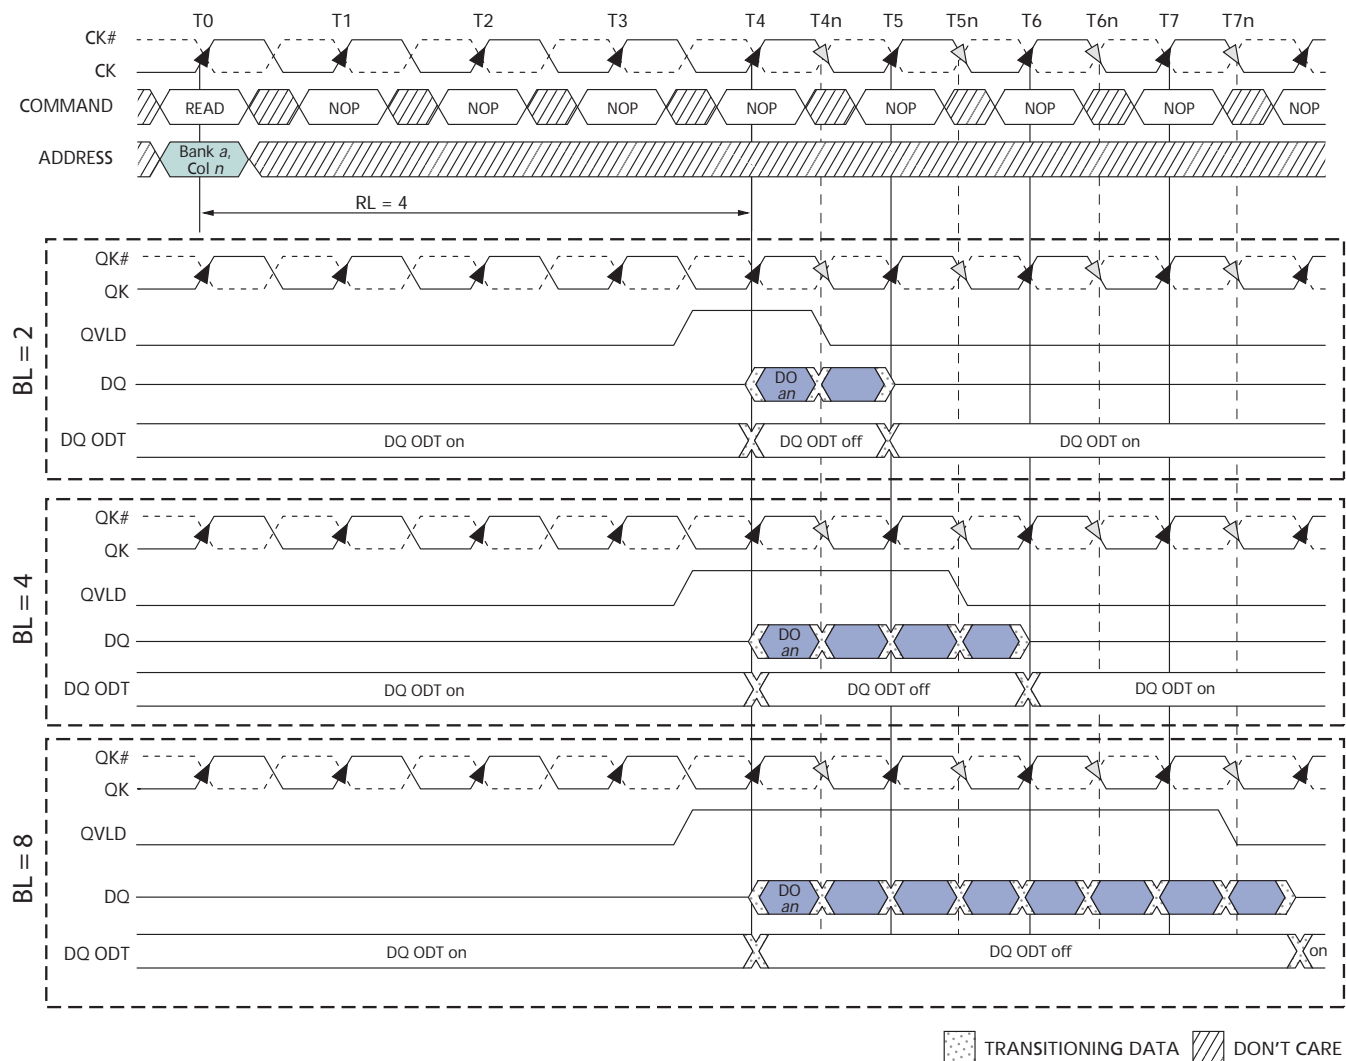 T0 T1 T2 T3 T4 T4n T5 T5n T6 T6n T7 T7n
CK#
CK
COMMAND READ NOP NOP NOP NOP NOP NOP NOP NOP
ADDRESS Bank a,
Col n
RL = 4
BL = 2
QK#
QK
QVLD
DQ DO
an
DQ ODT DQ ODT on DQ ODT off DQ ODT on
BL = 4
QK#
QK
QVLD
DQ DO
an
DQ ODT DQ ODT on DQ ODT off DQ ODT on
BL = 8
QK#
QK
QVLD
DQ DO
an
DQ ODT DQ ODT on DQ ODT off on
TRANSITIONING DATA DON'T CARE